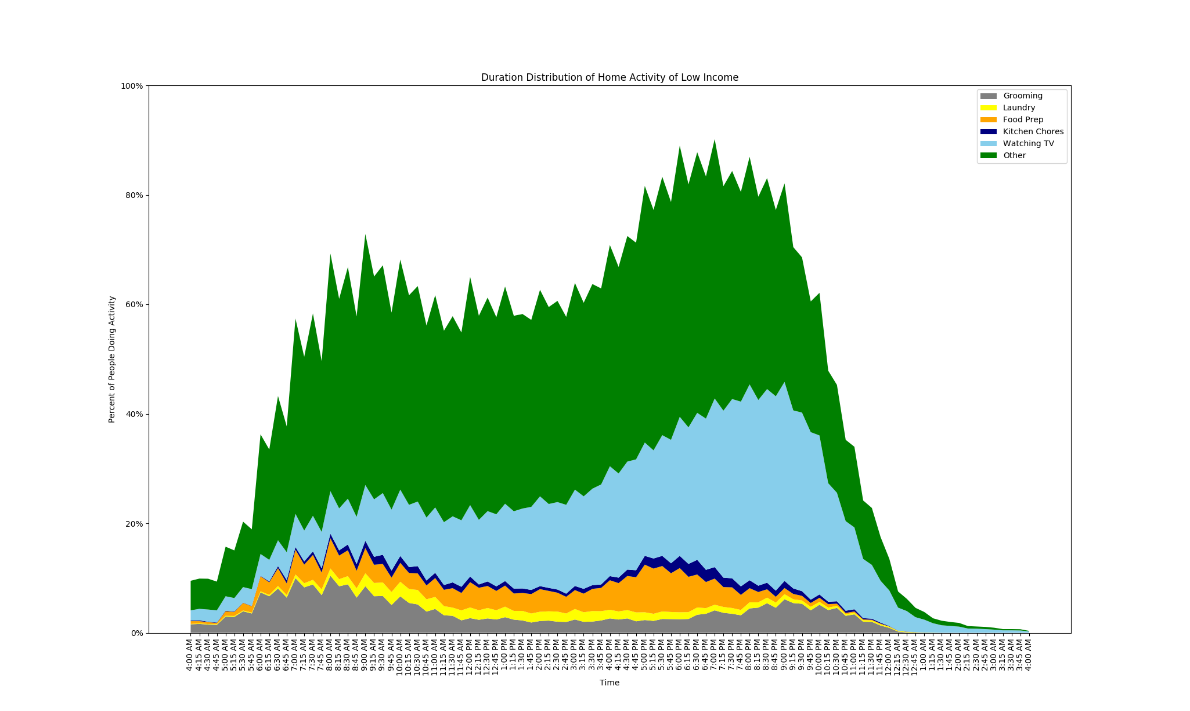 Duration Distribution of Home Activity of Low Income
100%
80%
60%
40%
20%
0%
Percent of People Doing Activity
Grooming
Laundry
Food Prep
Kitchen Chores
Watching TV
Other
4:00 AM
4:15 AM
4:30 AM
4:45 AM
5:00 AM
5:15 AM
5:30 AM
5:45 AM
6:00 AM
6:15 AM
6:30 AM
6:45 AM
7:00 AM
7:15 AM
7:30 AM
7:45 AM
8:00 AM
8:15 AM
8:30 AM
8:45 AM
9:00 AM
9:15 AM
9:30 AM
9:45 AM
10:00 AM
10:15 AM
10:30 AM
10:45 AM
11:00 AM
11:15 AM
11:30 AM
11:45 AM
12:00 PM
12:15 PM
12:30 PM
12:45 PM
1:00 PM
1:15 PM
1:30 PM
1:45 PM
2:00 PM
2:15 PM
2:30 PM
2:45 PM
3:00 PM
3:15 PM
3:30 PM
3:45 PM
4:00 PM
4:15 PM
4:30 PM
4:45 PM
5:00 PM
5:15 PM
5:30 PM
5:45 PM
6:00 PM
6:15 PM
6:30 PM
6:45 PM
7:00 PM
7:15 PM
7:30 PM
7:45 PM
8:00 PM
8:15 PM
8:30 PM
8:45 PM
9:00 PM
9:15 PM
9:30 PM
9:45 PM
10:00 PM
10:15 PM
10:30 PM
10:45 PM
11:00 PM
11:15 PM
11:30 PM
11:45 PM
12:00 AM
12:15 AM
12:30 AM
12:45 AM
1:00 AM
1:15 AM
1:30 AM
1:45 AM
2:00 AM
2:15 AM
2:30 AM
2:45 AM
3:00 AM
3:15 AM
3:30 AM
3:45 AM
4:00 AM
Time